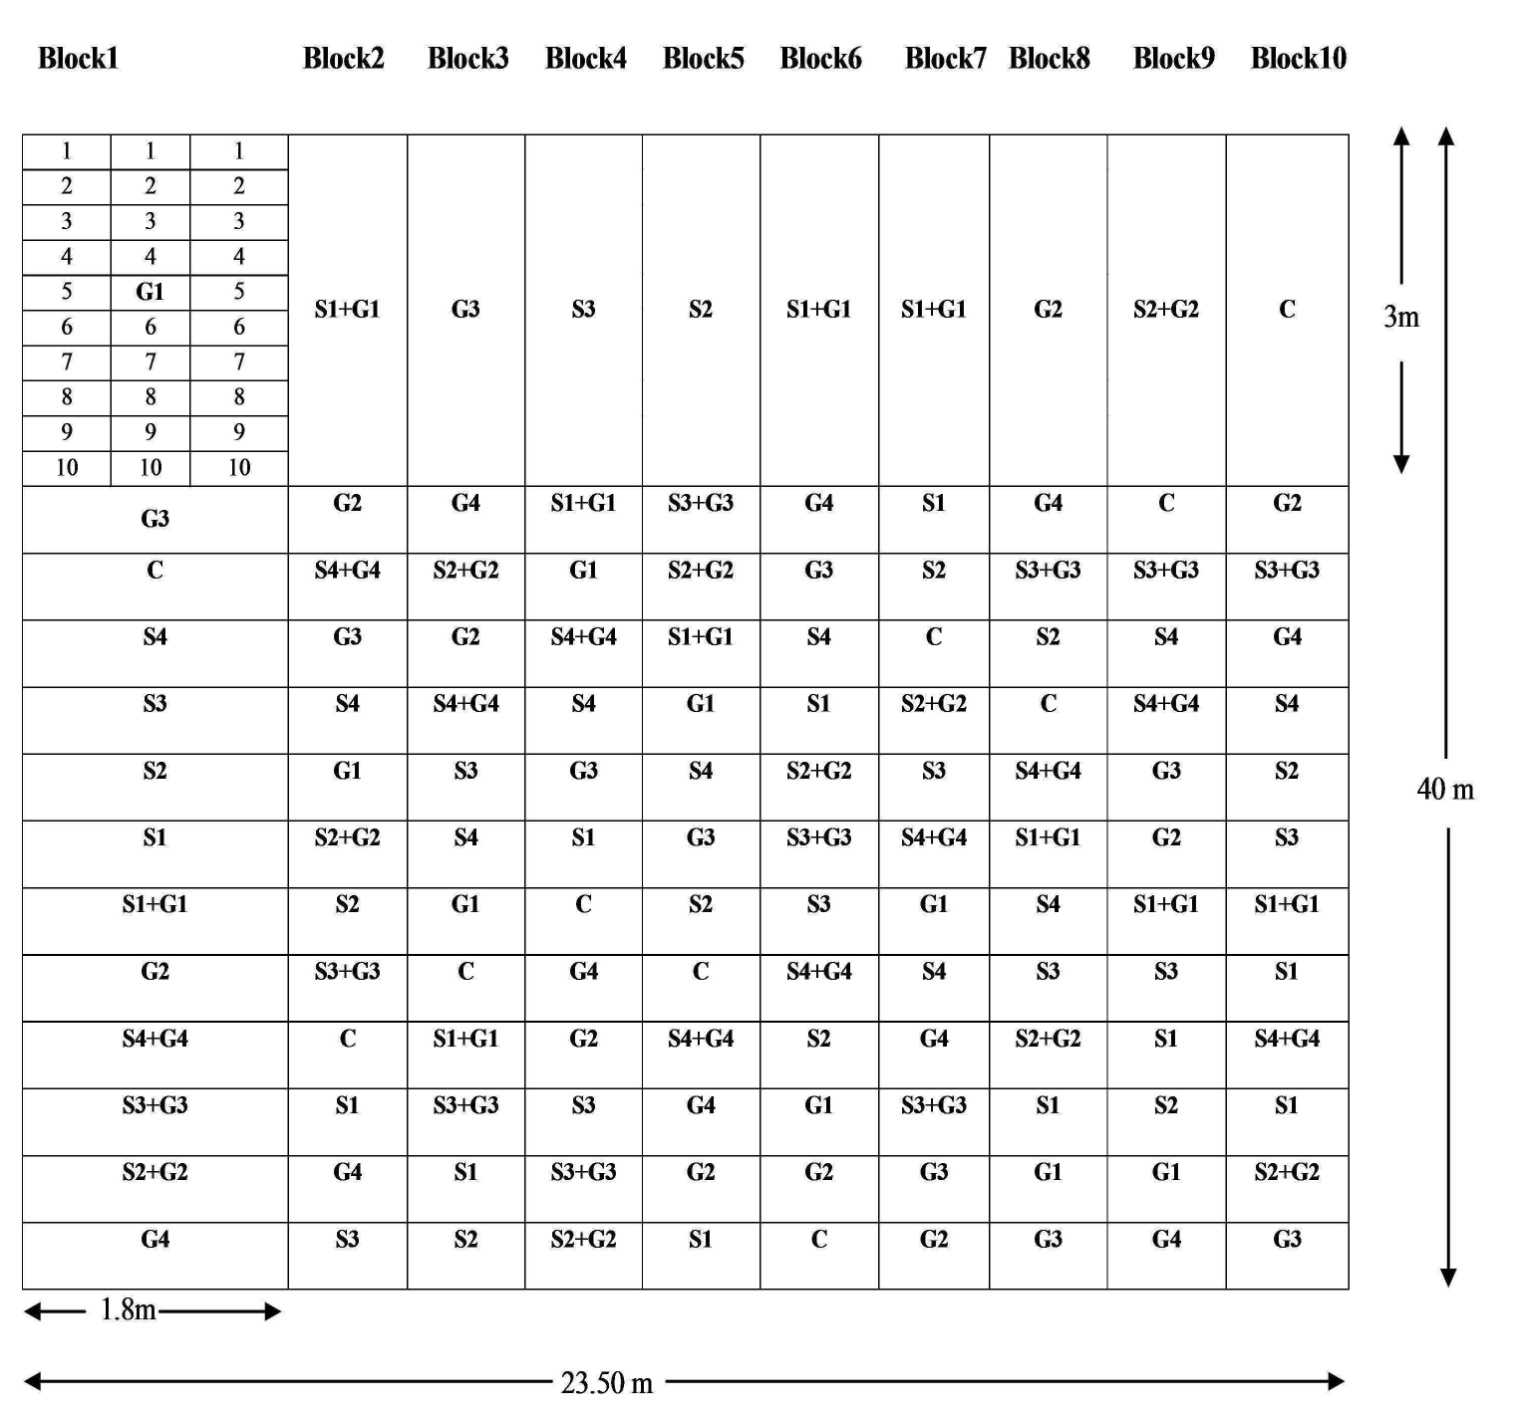 Block1 Block2 Block3 Block4 Block5 Block6 Block7 Block8 Block9 Block10
1 1 1
2 2 2
3 3 3
4 4 4
5 G1 5
6 6 6
7 7 7
8 8 8
9 9 9
10 10 10
S1+G1 G3 S3 S2 S1+G1 S1+G1 G2 S2+G2 C
3m
G3 G2 G4 S1+G1 S3+G3 G4 S1 G4 C G2
C S4+G4 S2+G2 G1 S2+G2 G3 S2 S3+G3 S3+G3 S3+G3
S4 G3 G2 S4+G4 S1+G1 S4 C S2 S4 G4
S3 S4 S4+G4 S4 G1 S1 S2+G2 C S4+G4 S4
S2 G1 S3 G3 S4 S2+G2 S3 S4+G4 G3 S2
40 m
S1 S2+G2 S4 S1 G3 S3+G3 S4+G4 S1+G1 G2 S3
S1+G1 S2 G1 C S2 S3 G1 S4 S1+G1 S1+G1
G2 S3+G3 C G4 C S4+G4 S4 S3 S3 S1
S4+G4 C S1+G1 G2 S4+G4 S2 G4 S2+G2 S1 S4+G4
S3+G3 S1 S3+G3 S3 G4 G1 S3+G3 S1 S2 S1
S2+G2 G4 S1 S3+G3 G2 G2 G3 G1 G1 S2+G2
G4 S3 S2 S2+G2 S1 C G2 G3 G4 G3
1.8m
23.50 m